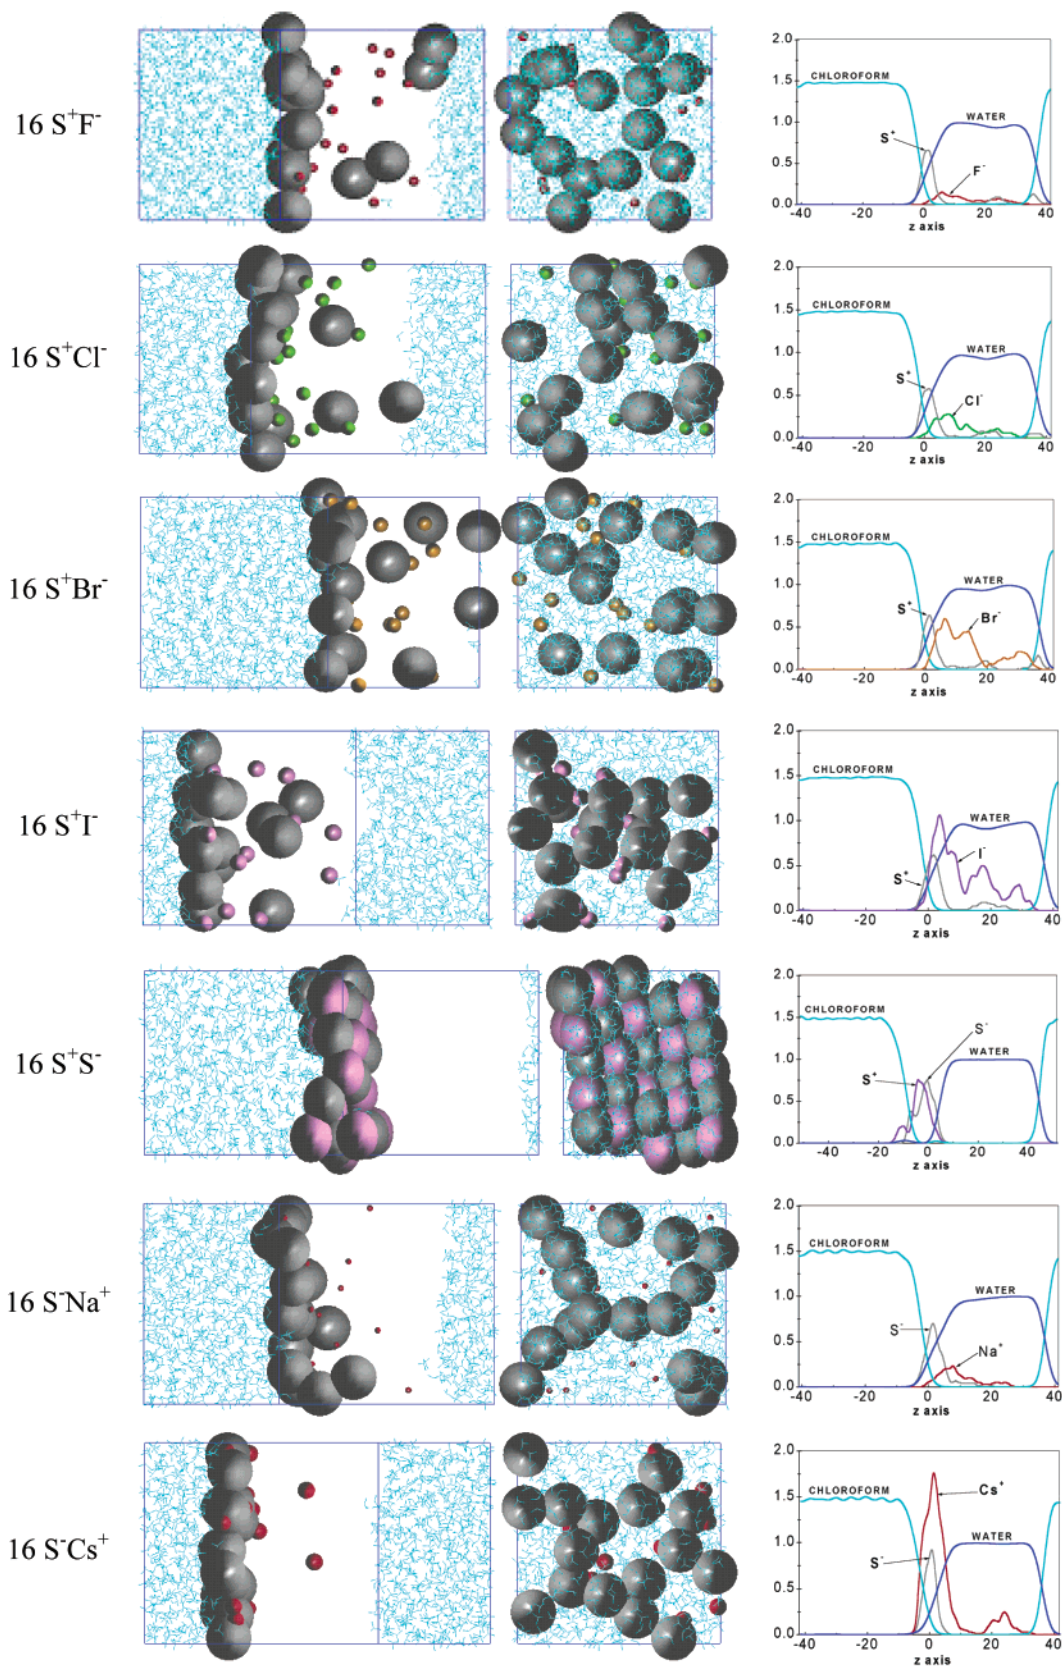 16 S⁺F⁻
2.0
1.5
1.0
0.5
0.0
CHLOROFORM
WATER
S⁺
F⁻
-40 -20 0 20 40
z axis
16 S⁺Cl⁻
2.0
1.5
1.0
0.5
0.0
CHLOROFORM
WATER
S⁺
Cl⁻
-40 -20 0 20 40
z axis
16 S⁺Br⁻
2.0
1.5
1.0
0.5
0.0
CHLOROFORM
WATER
S⁺
Br⁻
-40 -20 0 20 40
z axis
16 S⁺I⁻
2.0
1.5
1.0
0.5
0.0
CHLOROFORM
WATER
S⁺
I⁻
-40 -20 0 20 40
z axis
16 S⁺S⁻
2.0
1.5
1.0
0.5
0.0
CHLOROFORM
S⁻
WATER
S⁺
-40 -20 0 20 40
z axis
16 S⁻Na⁺
2.0
1.5
1.0
0.5
0.0
CHLOROFORM
WATER
S⁻
Na⁺
-40 -20 0 20 40
z axis
16 S⁻Cs⁺
2.0
1.5
1.0
0.5
0.0
CHLOROFORM
Cs⁺
WATER
S⁻
-40 -20 0 20 40
z axis